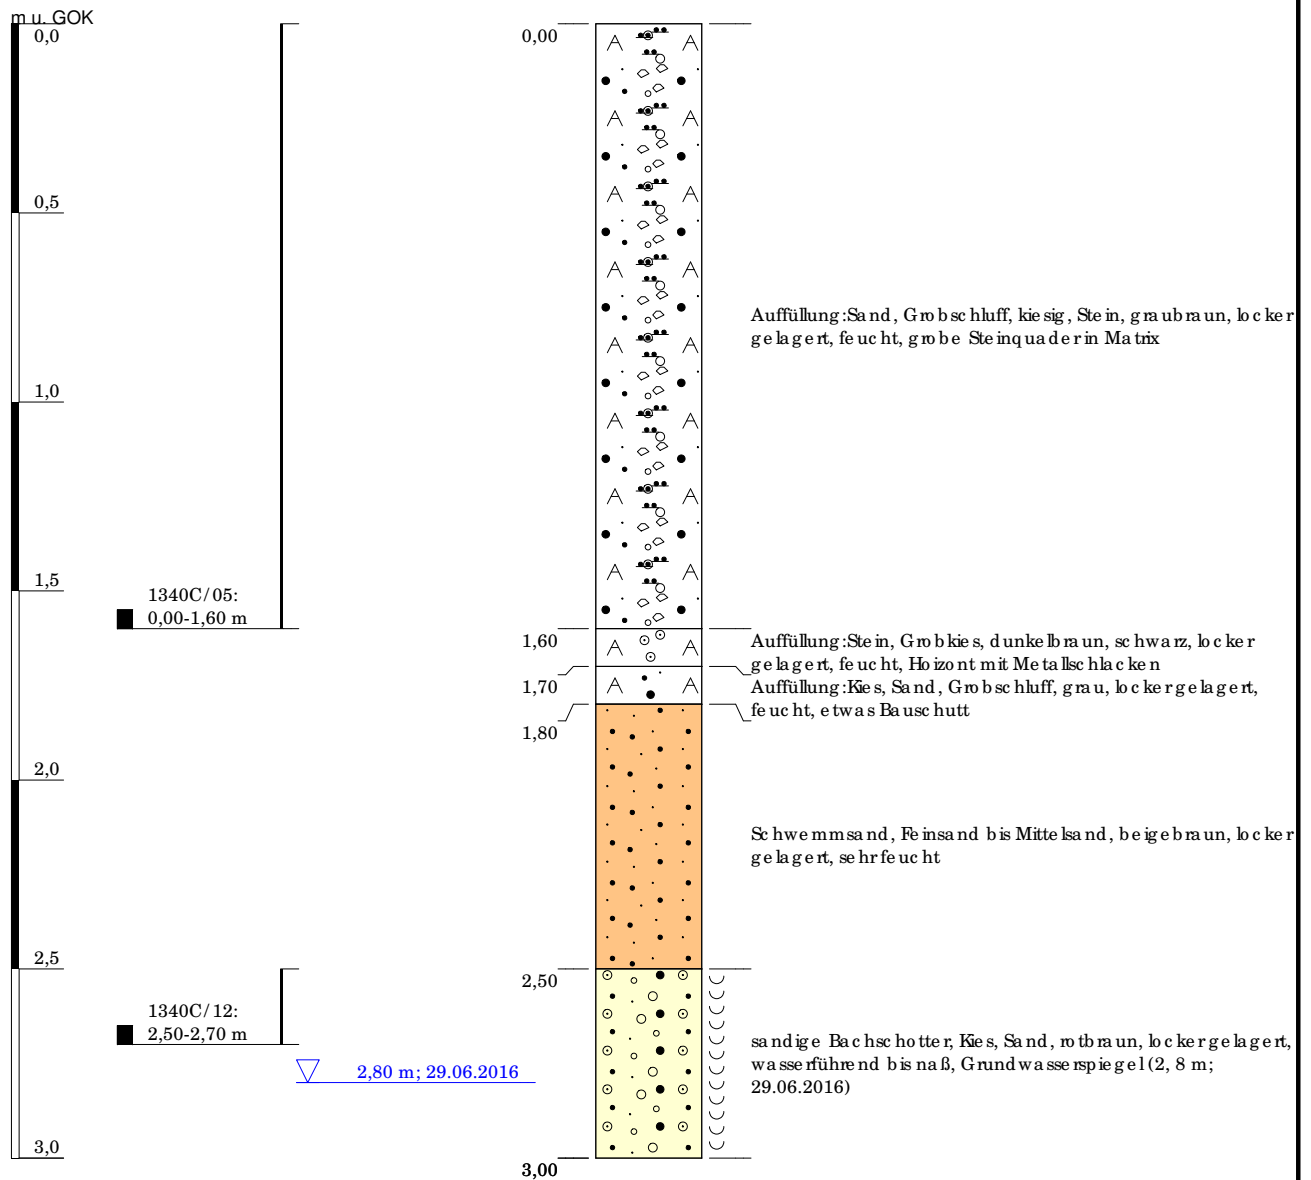 m u. GOK
0,0
0,00
0,5
Auffüllung:Sand, Grobschluff, kiesig, Stein, graubraun, locker
gelagert, feucht, grobe Steinquader in Matrix
1,0
1,5
1340C/05:
0,00-1,60 m
1,60
Auffüllung:Stein, Grobkies, dunkelbraun, schwarz, locker
gelagert, feucht, Hoizont mit Metallschlacken
1,70
Auffüllung:Kies, Sand, Grobschluff, grau, locker gelagert,
feucht, etwas Bauschutt
1,80
2,0
Schwemmsand, Feinsand bis Mittelsand, beigebraun, locker
gelagert, sehr feucht
2,5
2,50
1340C/12:
2,50-2,70 m
sandige Bachschotter, Kies, Sand, rotbraun, locker gelagert,
wasserführend bis naß, Grundwasserspiegel (2, 8 m;
29.06.2016)
2,80 m; 29.06.2016
3,0
3,00